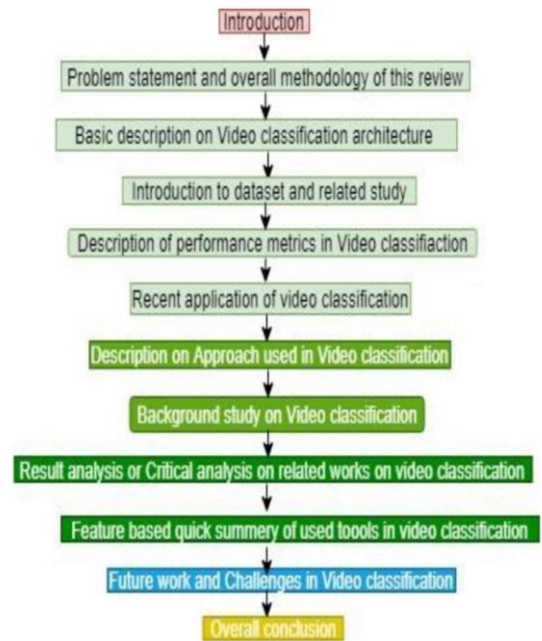 Introduction
Problem statement and overall methodology of this review
Basic description on Video classification architecture
Introduction to dataset and related study
Description of performance metrics in Video classifiaction
Recent application of video classification
Description on Approach used in Video classification
Background study on Video classification
Result analysis or Critical analysis on related works on video classification
Feature based quick summery of used toools in video classification
Future work and Challenges in Video classification
Overall conclusion